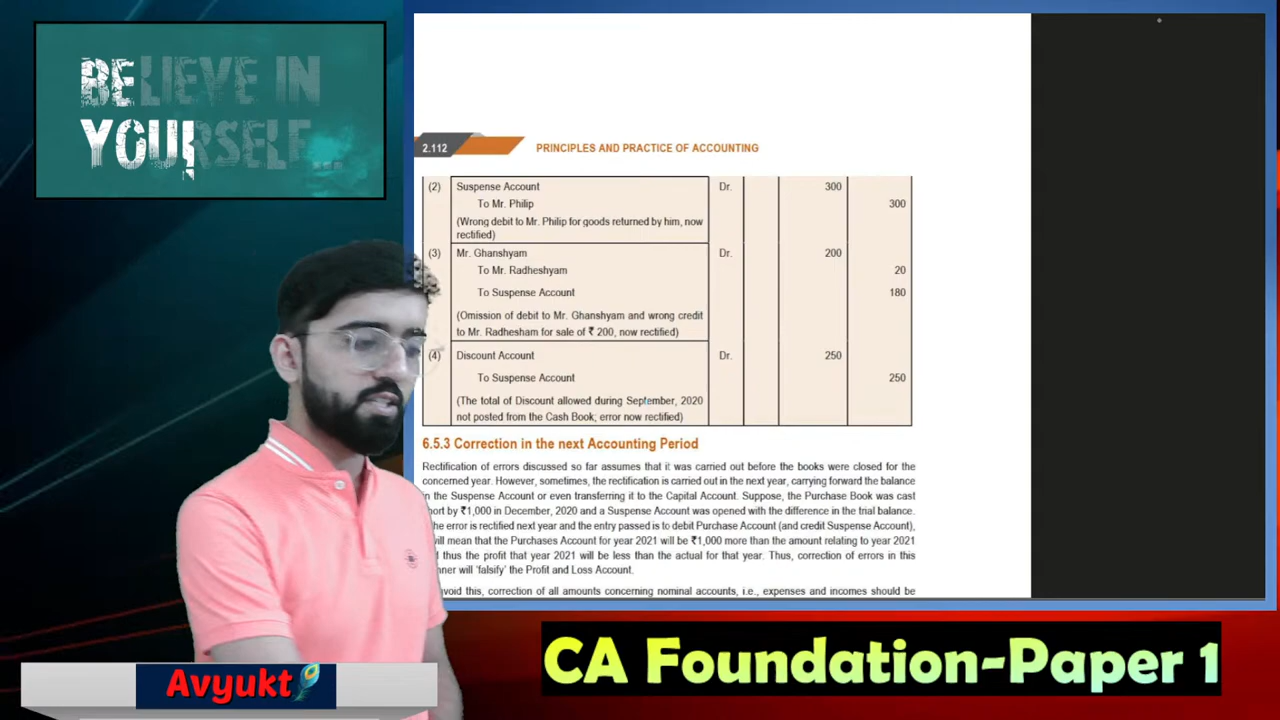 BELIEVE IN
YOURSELF...
2.112 PRINCIPLES AND PRACTICE OF ACCOUNTING
(2) Suspense Account Dr. 300
To Mr. Philip 300
(Wrong debit to Mr. Philip for goods returned by him, now
rectified)
(3) Mr. Ghanshyam Dr. 200
To Mr. Radheshyam 20
To Suspense Account 180
(Omission of debit to Mr. Ghanshyam and wrong credit
to Mr. Radhesham for sale of ₹ 200, now rectified)
(4) Discount Account Dr. 250
To Suspense Account 250
(The total of Discount allowed during September, 2020
not posted from the Cash Book; error now rectified)
6.5.3 Correction in the next Accounting Period
Rectification of errors discussed so far assumes that it was carried out before the books were closed for the
concerned year. However, sometimes, the rectification is carried out in the next year, carrying forward the balance
in the Suspense Account or even transferring it to the Capital Account. Suppose, the Purchase Book was cast
by ₹1,000 in December, 2020 and a Suspense Account was opened with the difference in the trial balance.
the error is rectified next year and the entry passed is to debit Purchase Account (and credit Suspense Account),
mean that the Purchases Account for year 2021 will be ₹1,000 more than the amount relating to year 2021
thus the profit that year 2021 will be less than the actual for that year. Thus, correction of errors in this
will 'falsify' the Profit and Loss Account.
this, correction of all amounts concerning nominal accounts, i.e., expenses and incomes should be
Avyukt
CA Foundation-Paper 1